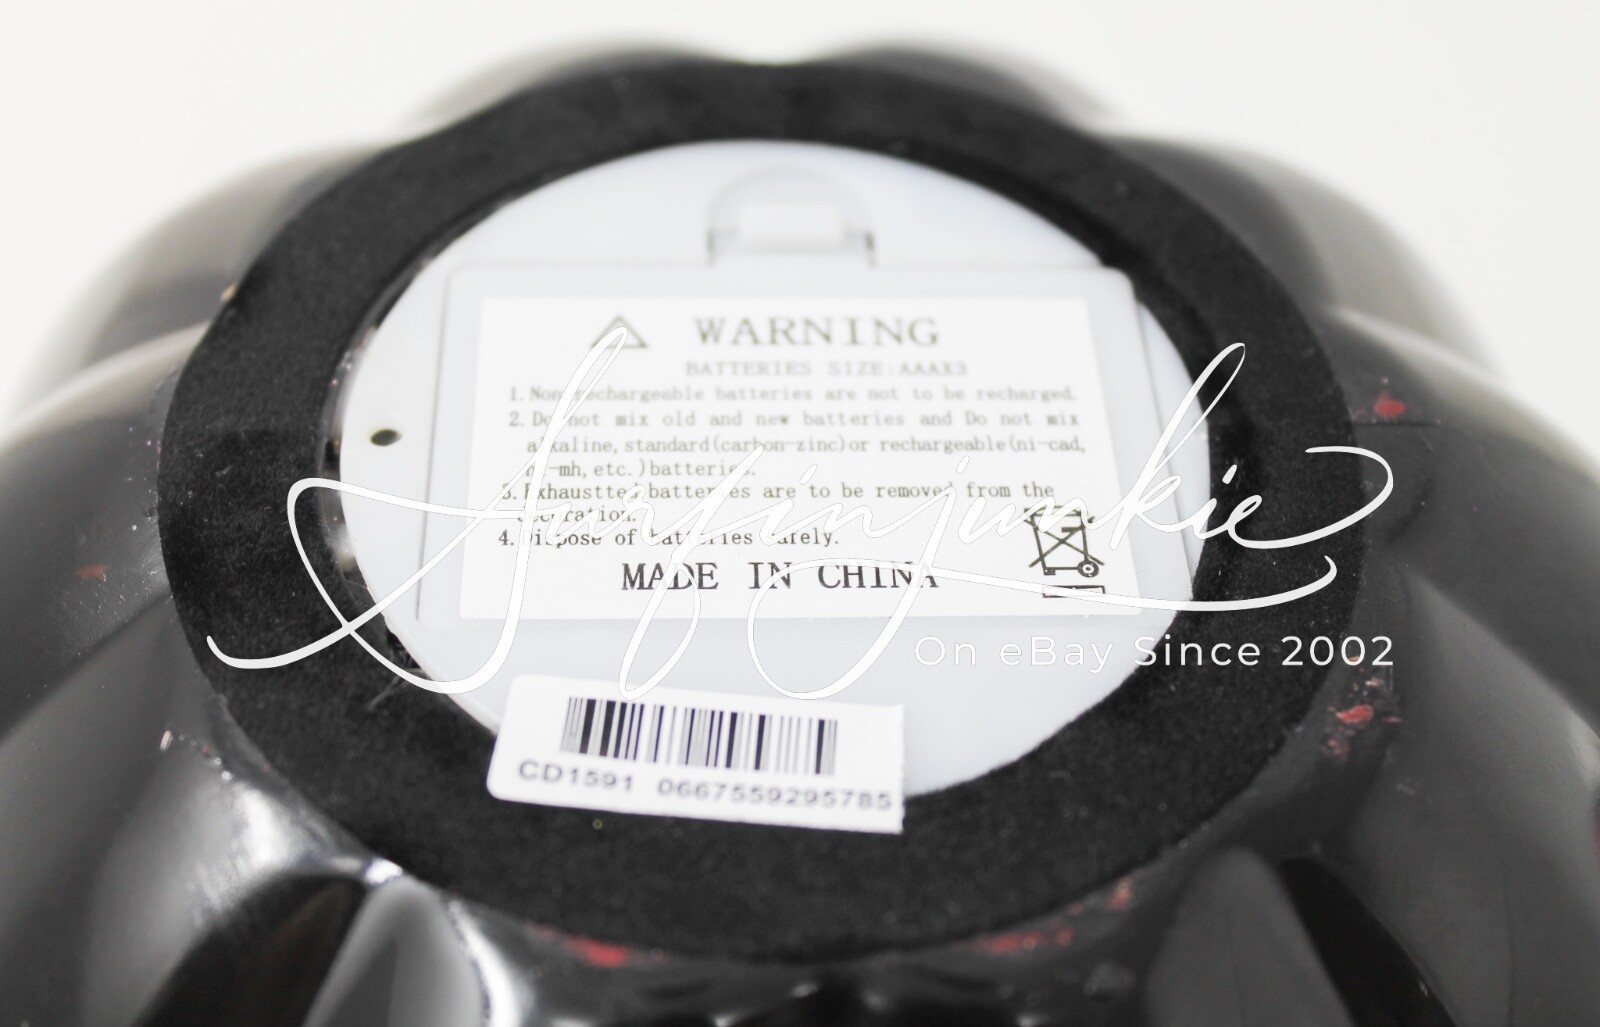 WARNING
BATTERIES SIZE:AAAX3
1. Non-rechargeable batteries are not to be recharged.
2. Do not mix old and new batteries and Do not mix
alkaline, standard(carbon-zinc)or rechargeable(ni-cad,
ni-mh, etc.)batteries.
3. Exhaustted batteries are to be removed from the
decoration.
4. Dispose of batteries safely.
MADE IN CHINA
Surfinjunkie
On eBay Since 2002
CD1591 0667559295785